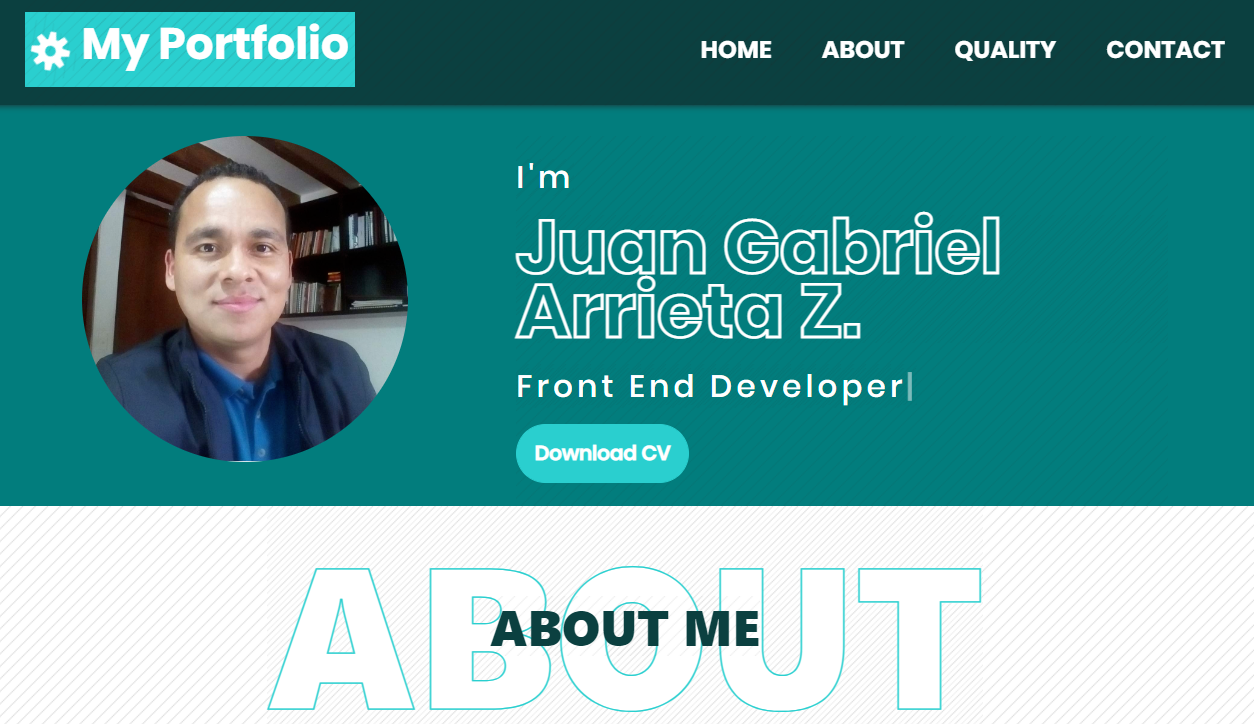 My Portfolio
HOME ABOUT QUALITY CONTACT
I'm
Juan Gabriel
Arrieta Z.
Front End Developer|
Download CV
ABOUT
ABOUT ME